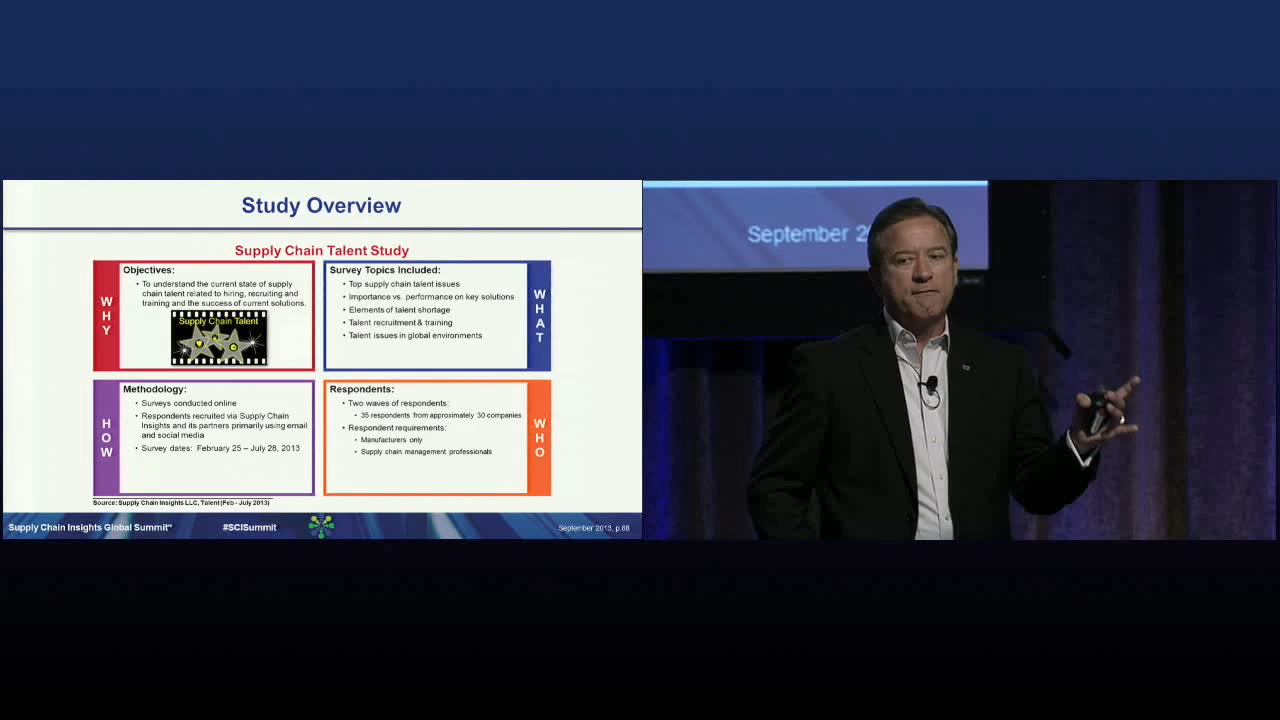 Study Overview
Supply Chain Talent Study
WHY
Objectives:
• To understand the current state of supply
chain talent related to hiring, recruiting and
training and the success of current solutions.
Supply Chain Talent
Survey Topics Included:
• Top supply chain talent issues
• Importance vs. performance on key solutions
• Elements of talent shortage
• Talent recruitment & training
• Talent issues in global environments
WHAT
HOW
Methodology:
• Surveys conducted online
• Respondents recruited via Supply Chain
Insights and its partners primarily using email
and social media
• Survey dates: February 25 – July 28, 2013
Respondents:
• Two waves of respondents:
• 35 respondents from approximately 30 companies
• Respondent requirements:
• Manufacturers only
• Supply chain management professionals
WHO
Source: Supply Chain Insights LLC, Talent (Feb - July 2013)
Supply Chain Insights Global Summit
#SCISummit
September 2013, p.68
September 2